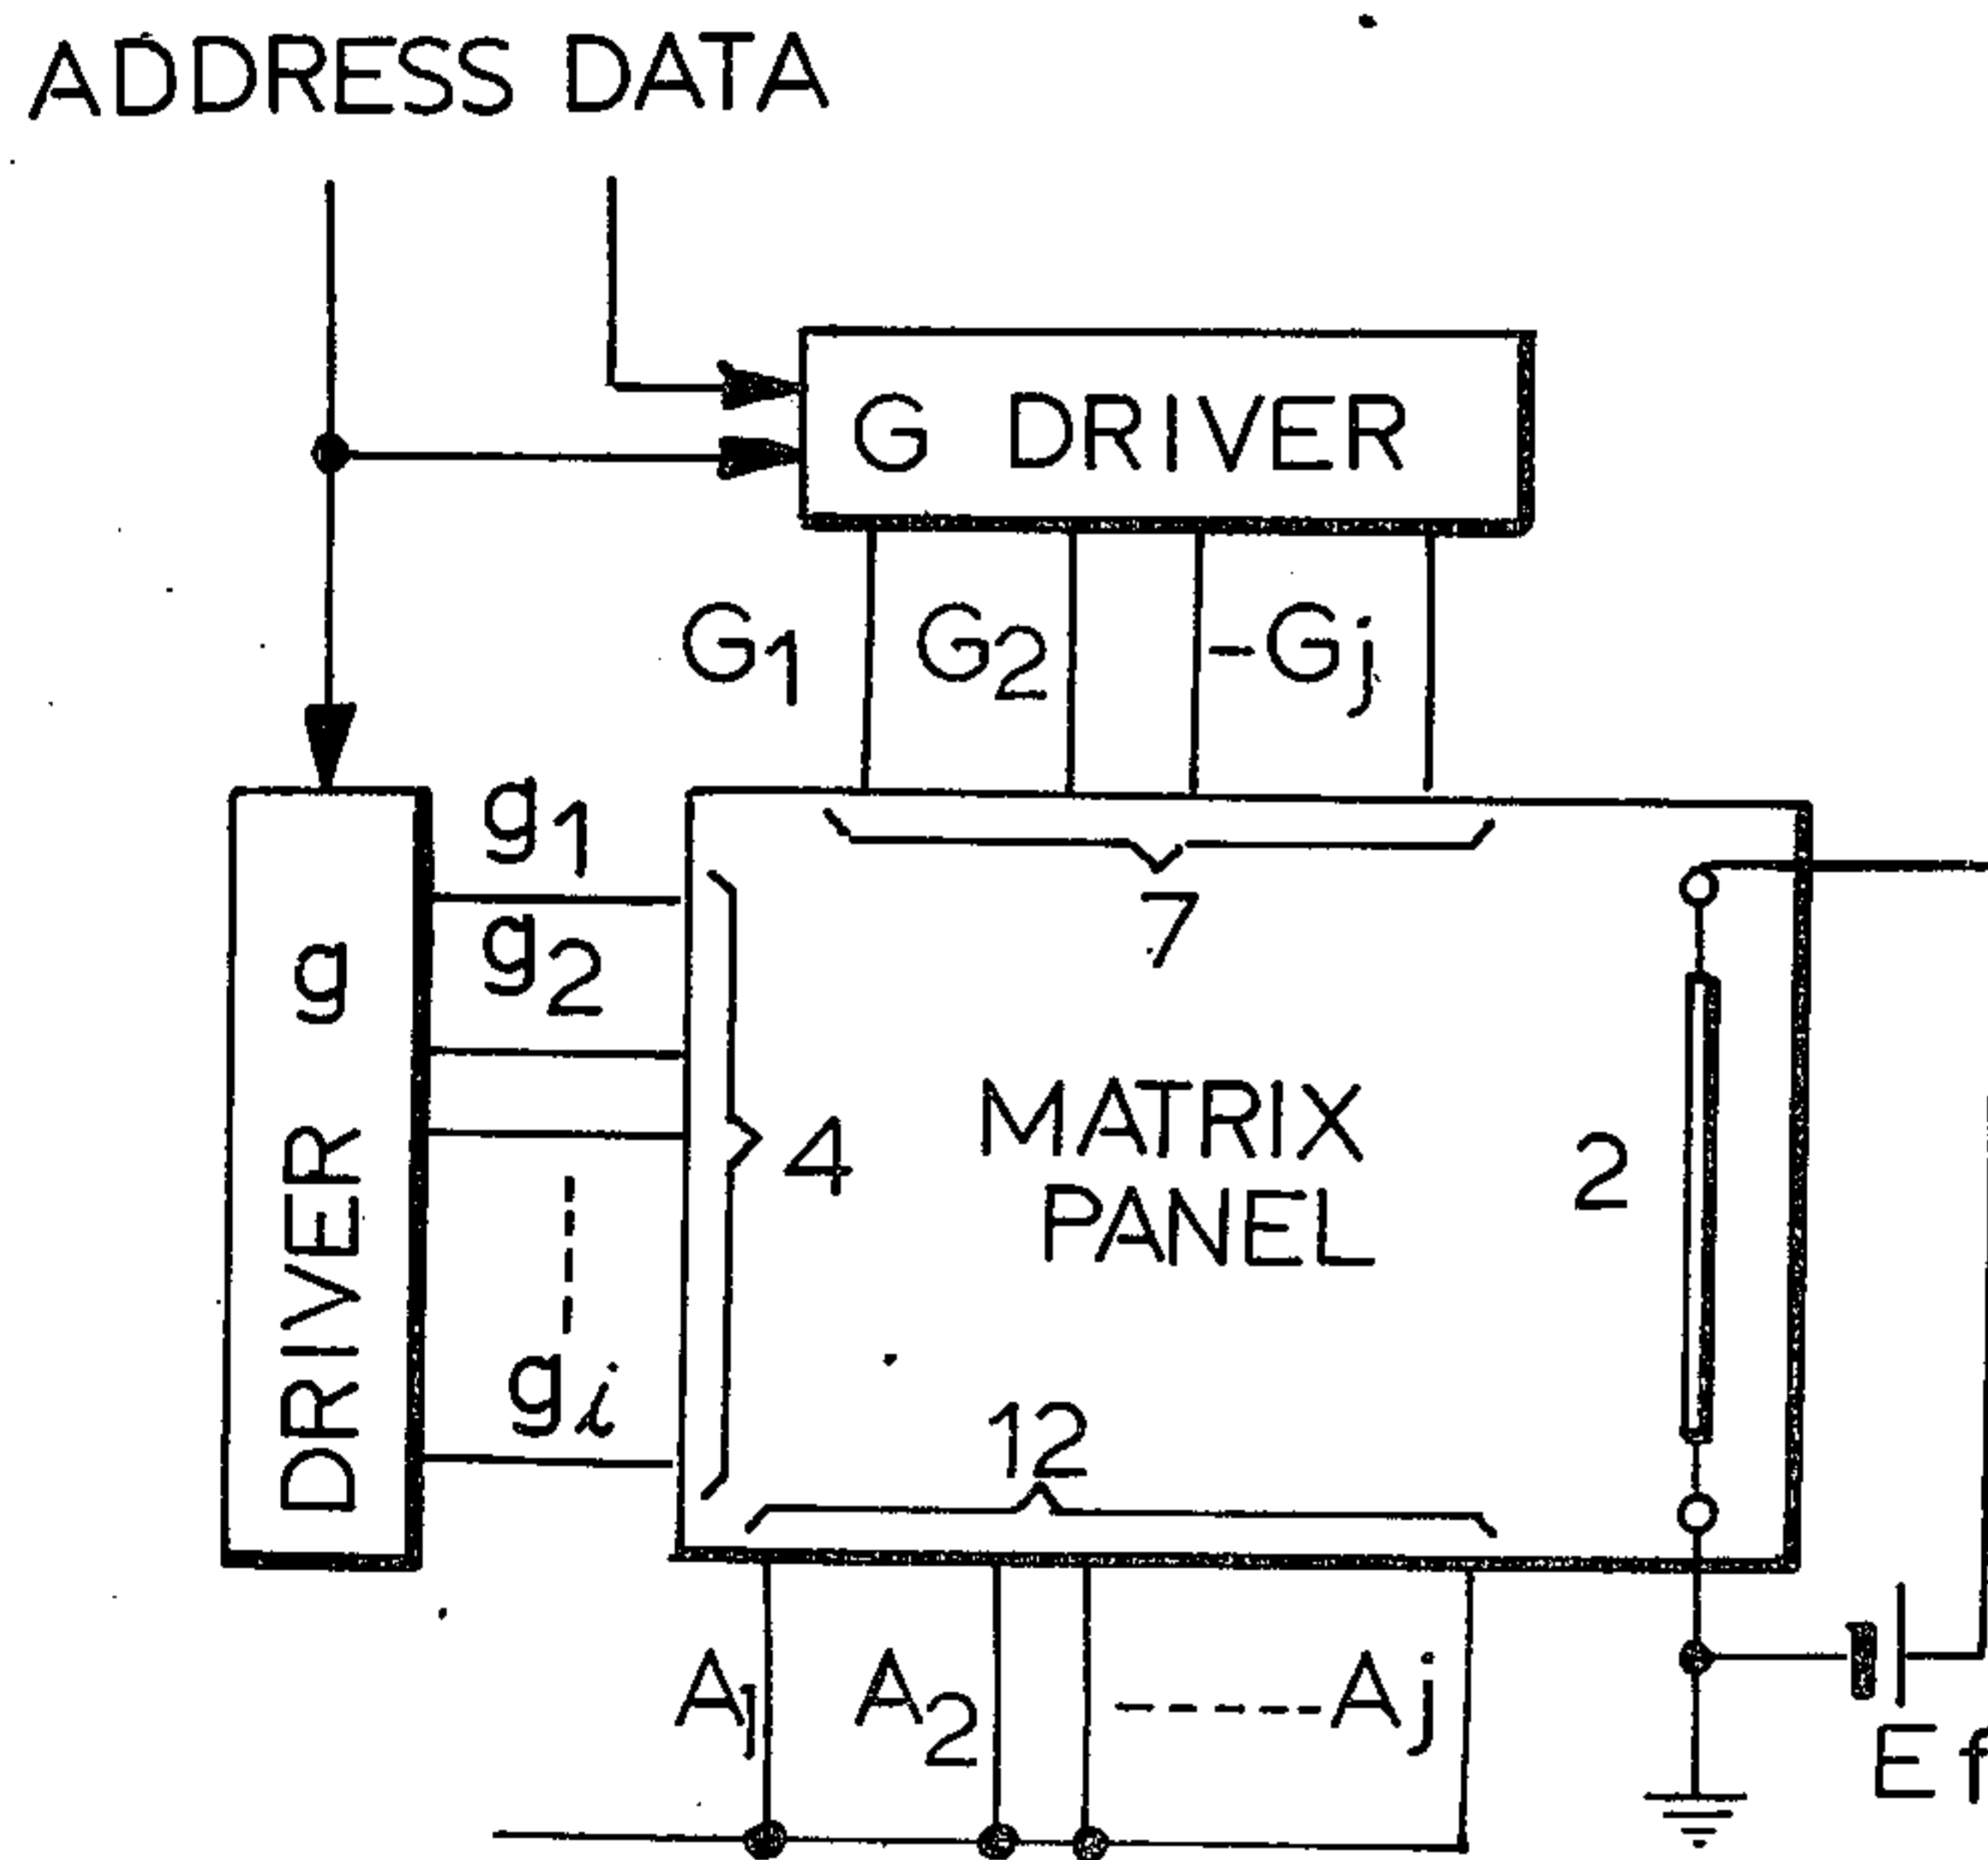 ADDRESS DATA
G DRIVER
G1 G2 -Gj
g1
g2
gi
g DRIVER
7
4
MATRIX
PANEL
2
12
A1 A2 ------Aj
Ef